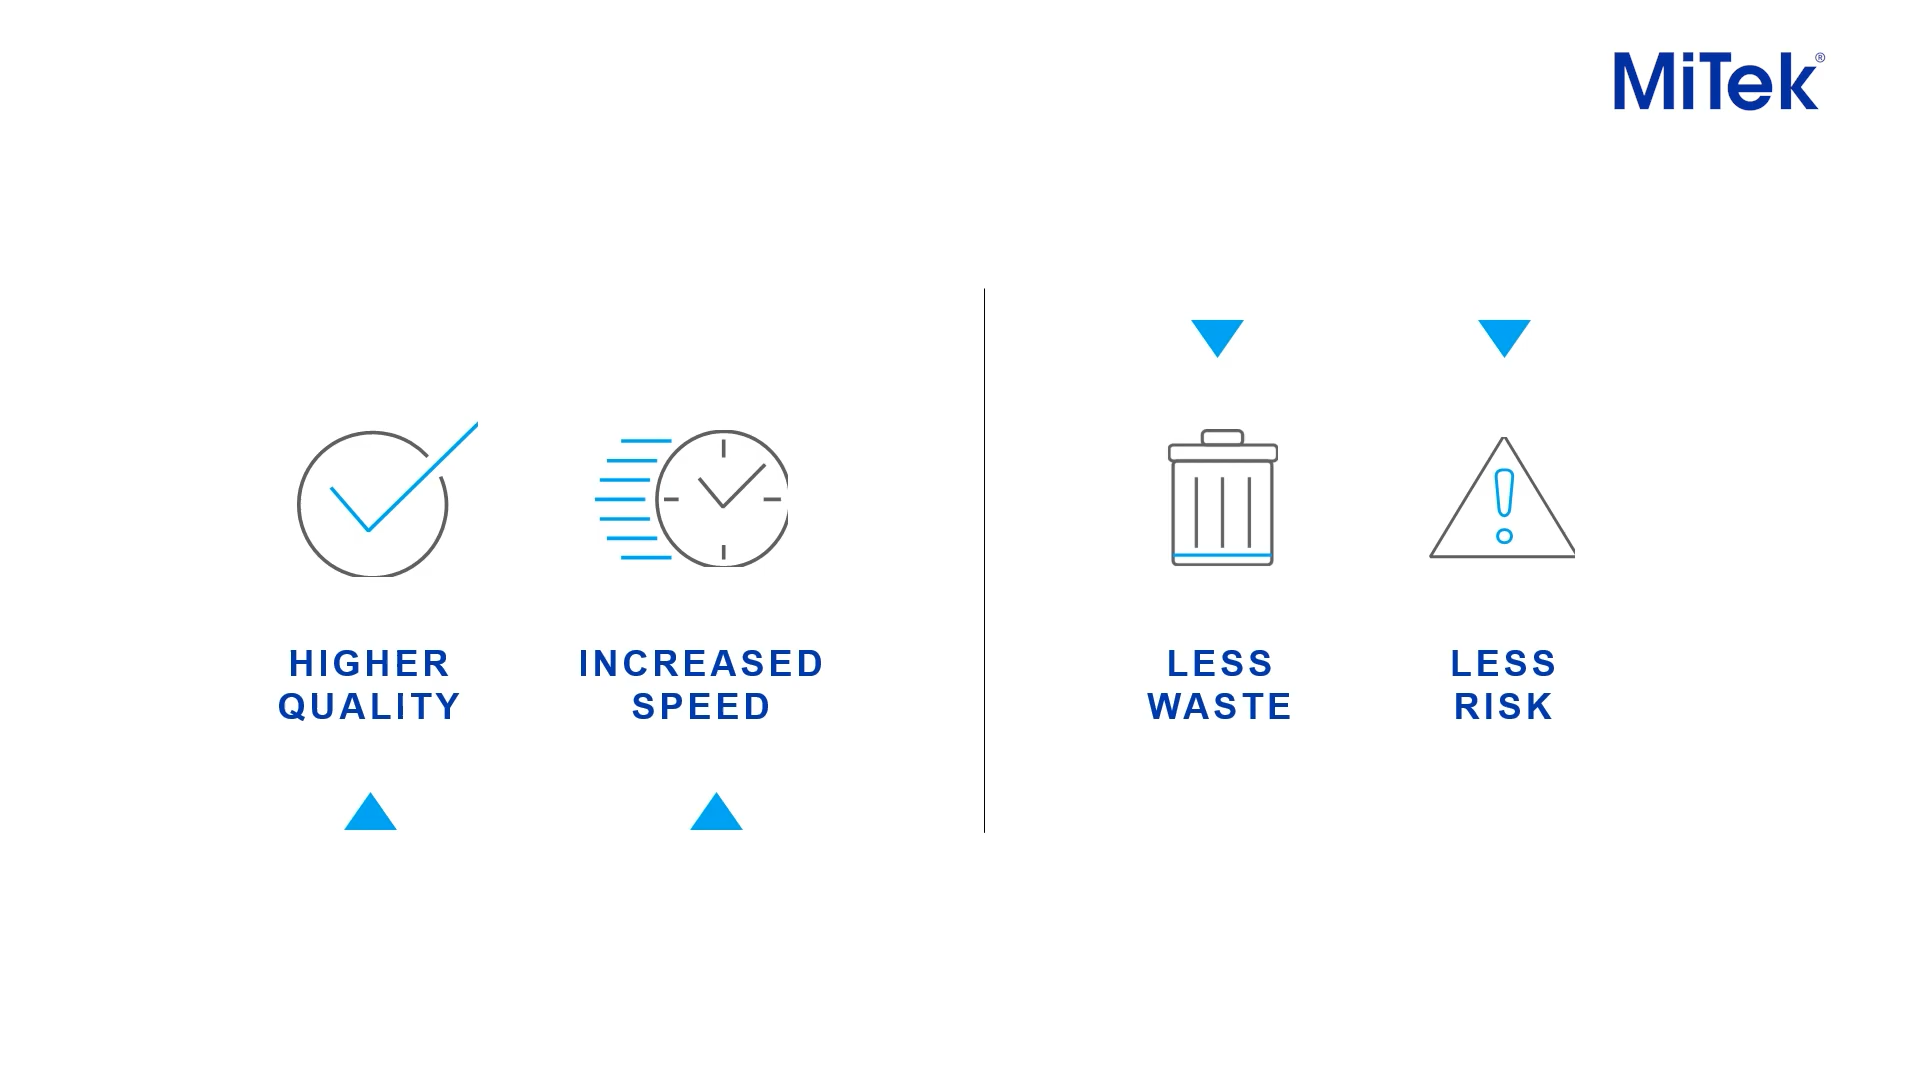 MiTek®
HIGHER
QUALITY
INCREASED
SPEED
LESS
WASTE
LESS
RISK